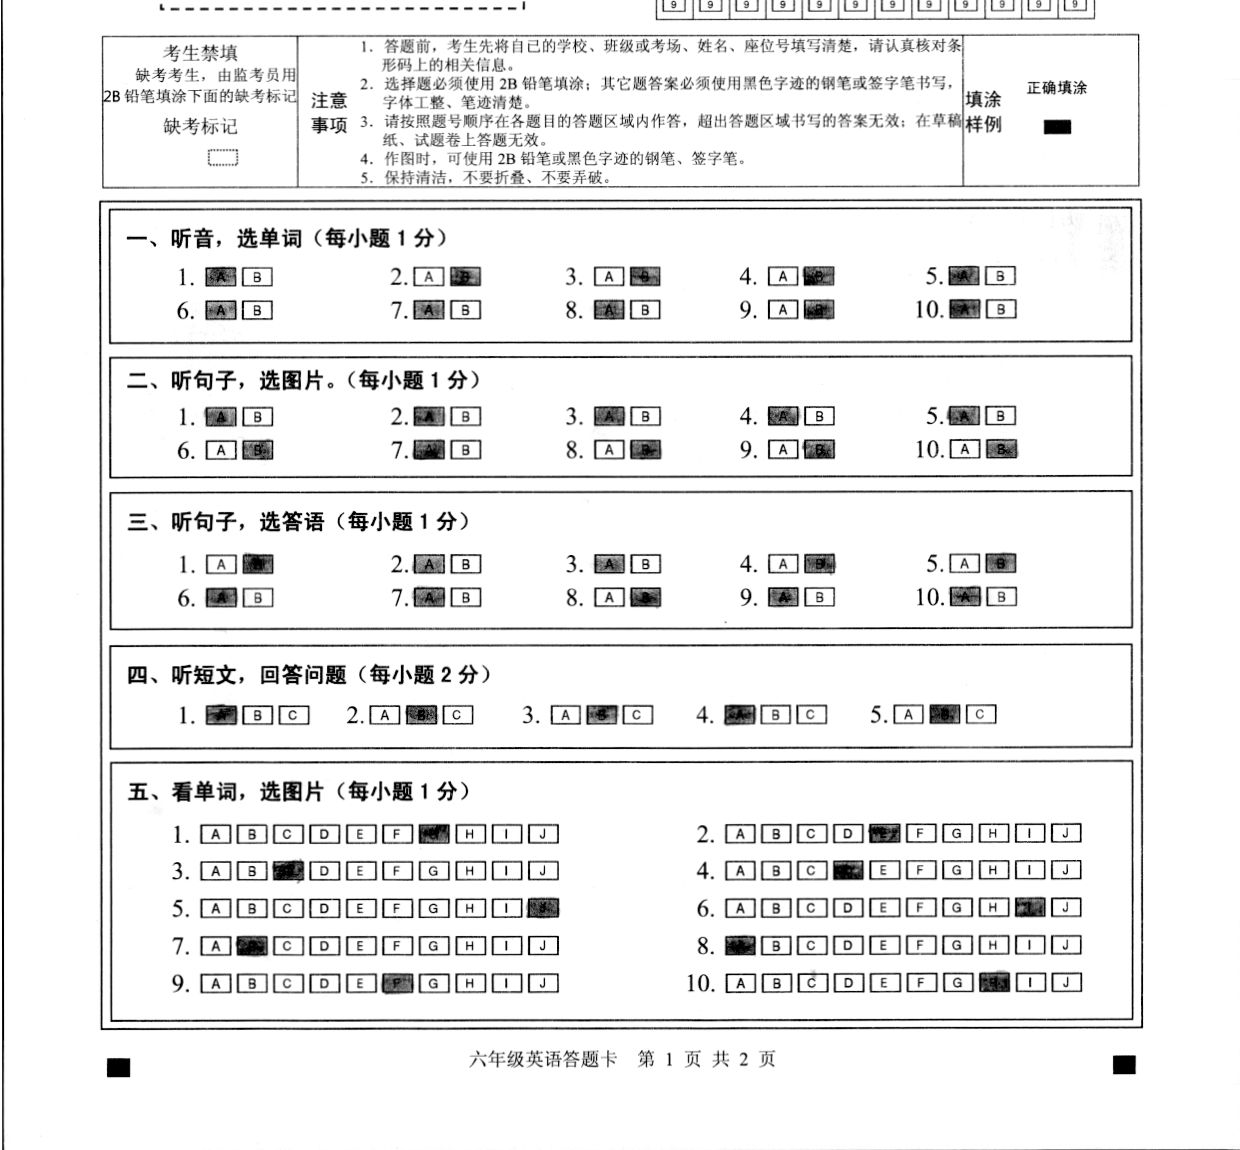 9 9 9 9 9 9 9 9 9 9 9 9
考生禁填
缺考考生，由监考员用
2B 铅笔填涂下面的缺考标记
缺考标记
注意
事项
1. 答题前，考生先将自己的学校、班级或考场、姓名、座位号填写清楚，请认真核对条
形码上的相关信息。
2. 选择题必须使用 2B 铅笔填涂；其它题答案必须使用黑色字迹的钢笔或签字笔书写，
字体工整、笔迹清楚。
3. 请按照题号顺序在各题目的答题区域内作答，超出答题区域书写的答案无效；在草稿
纸、试题卷上答题无效。
4. 作图时，可使用 2B 铅笔或黑色字迹的钢笔、签字笔。
5. 保持清洁，不要折叠、不要弄破。
填涂
样例
正确填涂
一、听音，选单词（每小题 1 分）
1. A B 2. A B 3. A B 4. A B 5. A B
6. A B 7. A B 8. A B 9. A B 10. A B
二、听句子，选图片。（每小题 1 分）
1. A B 2. A B 3. A B 4. A B 5. A B
6. A B 7. A B 8. A B 9. A B 10. A B
三、听句子，选答语（每小题 1 分）
1. A B 2. A B 3. A B 4. A B 5. A B
6. A B 7. A B 8. A B 9. A B 10. A B
四、听短文，回答问题（每小题 2 分）
1. A B C 2. A B C 3. A B C 4. A B C 5. A B C
五、看单词，选图片（每小题 1 分）
1. A B C D E F G H I J 2. A B C D E F G H I J
3. A B D E F G H I J 4. A B C E F G H I J
5. A B C D E F G H I J 6. A B C D E F G H I J
7. A B C D E F G H I J 8. B C D E F G H I J
9. A B C D E F G H I J 10. A B C D E F G H I J
六年级英语答题卡 第 1 页 共 2 页